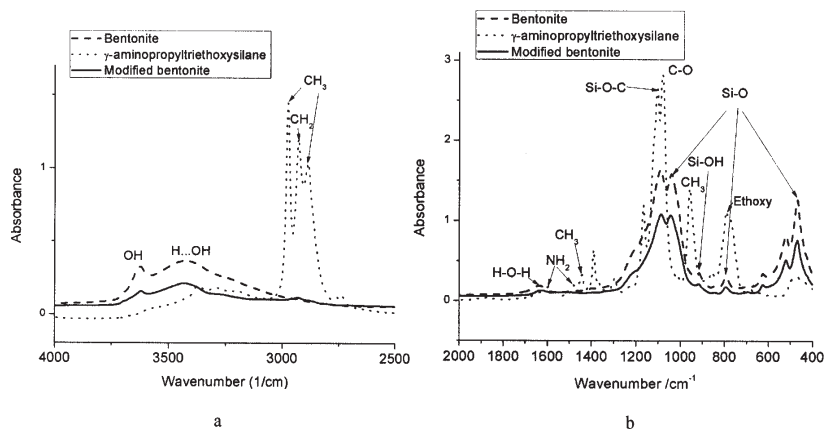 Bentonite
γ-aminopropyltriethoxysilane
Modified bentonite
CH3
CH2
OH
H...OH
Absorbance
1
0
4000 3500 3000 2500
Wavenumber (1/cm)
a
Bentonite
γ-aminopropyltriethoxysilane
Modified bentonite
C-O
Si-O-C
Si-O
Si-OH
CH3
Ethoxy
CH3
NH2
H-O-H
Absorbance
3
2
1
0
2000 1800 1600 1400 1200 1000 800 600 400
Wavenumber /cm-1
b